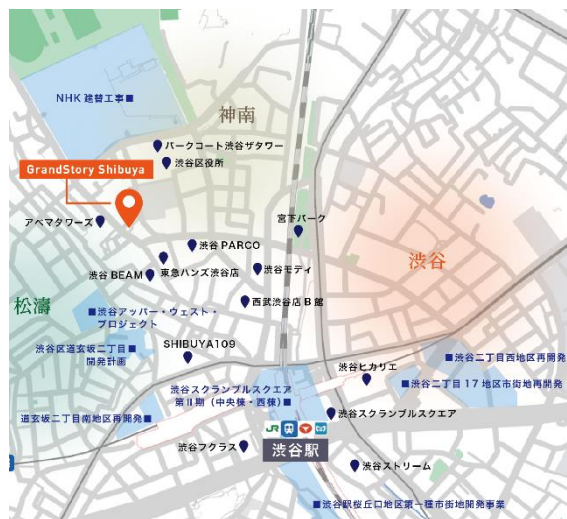 NHK 建替工事■
神南
パークコート渋谷ザタワー
渋谷区役所
GrandStory Shibuya
アベマタワーズ
宮下パーク
渋谷 PARCO
渋谷
東急ハンズ渋谷店
渋谷モディ
渋谷 BEAM
西武渋谷店 B 館
松濤
■渋谷アッパー・ウェスト・
プロジェクト
渋谷区道玄坂二丁目■
開発計画
SHIBUYA109
■渋谷二丁目西地区再開発
渋谷ヒカリエ
■渋谷二丁目 17 地区市街地再開発
渋谷スクランブルスクエア
第Ⅱ期（中央棟・西棟）■
道玄坂二丁目南地区再開発■
渋谷スクランブルスクエア
JR
渋谷フクラス
渋谷駅
渋谷ストリーム
■渋谷駅桜丘口地区第一種市街地開発事業